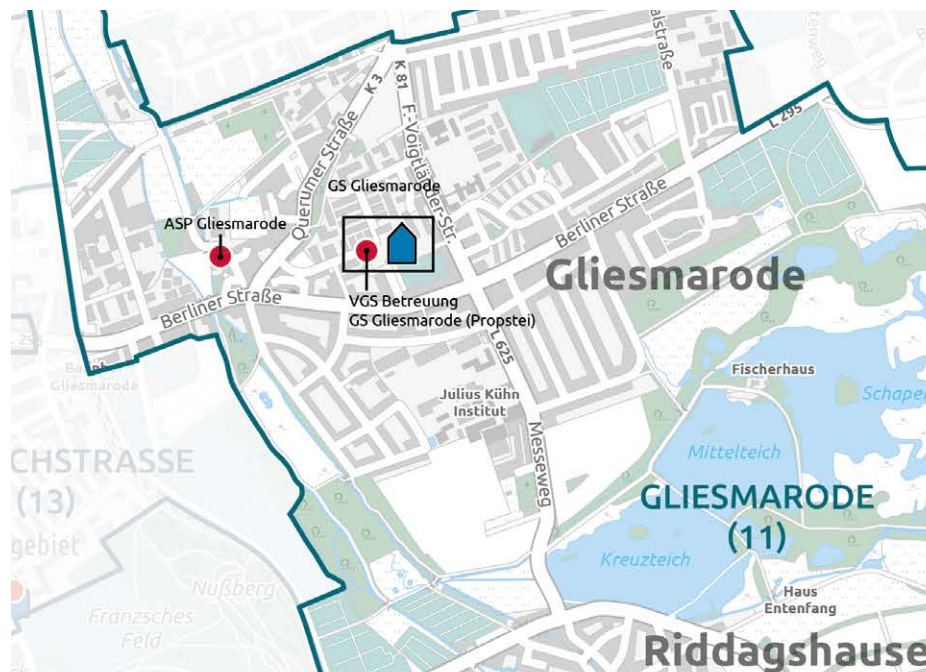 K 3
K 81
F.-Voigtländer-Str.
alstraße
L 295
Querumer Straße
GS Gliesmarode
ASP Gliesmarode
Berliner Straße
Gliesmarode
Berliner Straße
VGS Betreuung
GS Gliesmarode (Propstei)
L 625
Gliesmarode
Fischerhaus
Julius Kühn
Institut
Schaper
Mittelteich
Messeweg
CHSTRASSE
(13)
gebiet
GLIESMARODE
(11)
Kreuzteich
Nußberg
Franzsches
Feld
Haus
Entenfang
Riddagshause